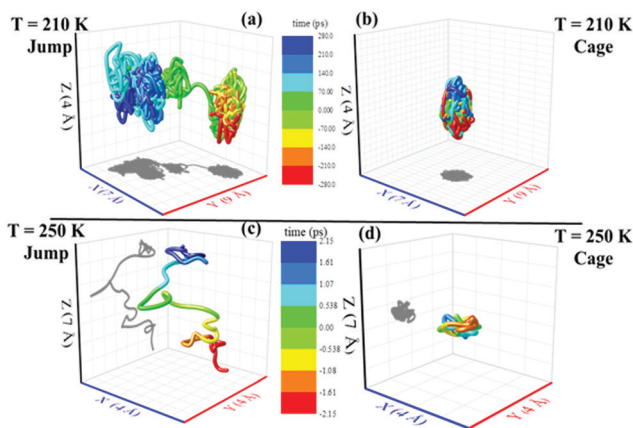 T = 210 K
Jump
(a)
Z (4 Å)
X (7 Å)
Y (9 Å)
time (ps)
280.0
210.0
140.0
70.00
0.000
-70.00
-140.0
-210.0
-280.0
(b)
T = 210 K
Cage
Z (4 Å)
X (7 Å)
Y (9 Å)
T = 250 K
Jump
(c)
Z (7 Å)
X (4 Å)
Y (4 Å)
time (ps)
2.15
1.61
1.07
0.538
0.00
-0.538
-1.08
-1.61
-2.15
(d)
T = 250 K
Cage
Z (7 Å)
X (4 Å)
Y (4 Å)